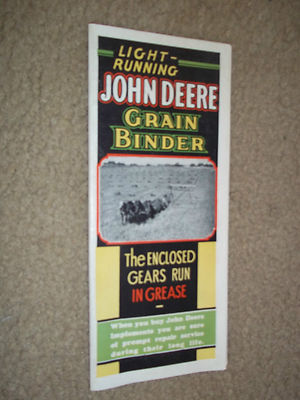 LIGHT-
RUNNING
JOHN DEERE
GRAIN
BINDER
The ENCLOSED
GEARS RUN
IN GREASE
When you buy John Deere
Implements you are sure
of prompt repair service
during their long life.